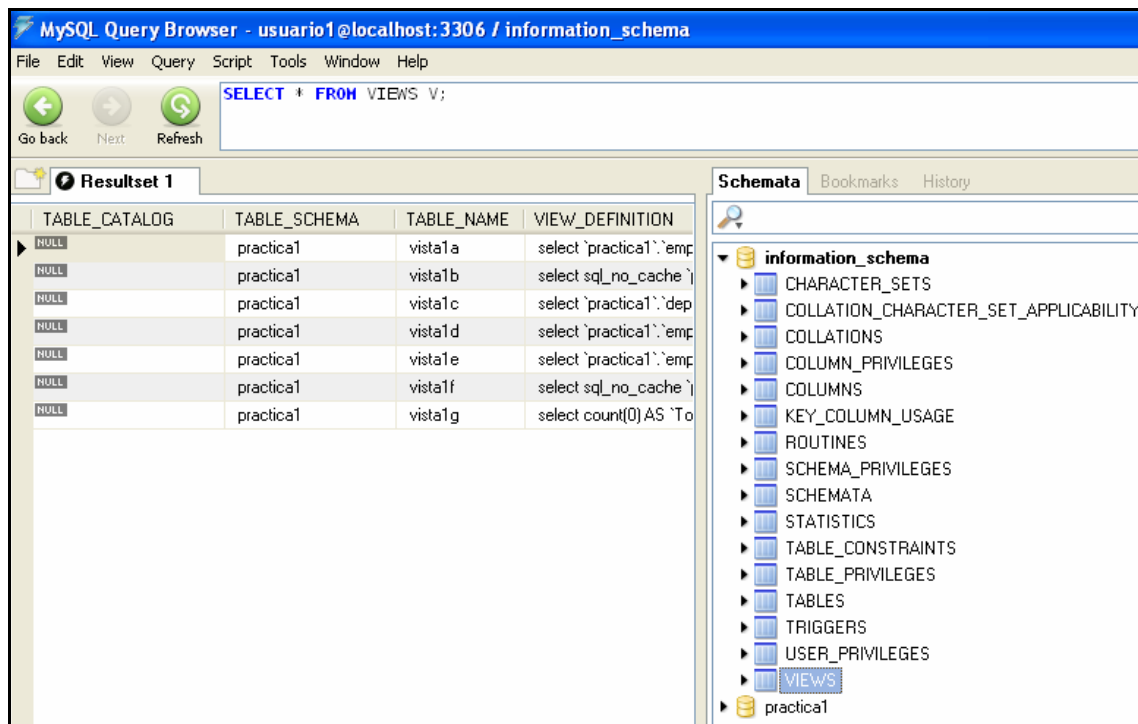 MySQL Query Browser - usuario1@localhost:3306 / information_schema
File Edit View Query Script Tools Window Help
SELECT * FROM VIEWS V;
Go back Next Refresh
Resultset 1
TABLE_CATALOG TABLE_SCHEMA TABLE_NAME VIEW_DEFINITION
NULL practica1 vista1a select `practica1`.`emp
NULL practica1 vista1b select sql_no_cache `
NULL practica1 vista1c select `practica1`.`dep
NULL practica1 vista1d select `practica1`.`emp
NULL practica1 vista1e select `practica1`.`emp
NULL practica1 vista1f select sql_no_cache `
NULL practica1 vista1g select count(0) AS `To
Schemata Bookmarks History
information_schema
CHARACTER_SETS
COLLATION_CHARACTER_SET_APPLICABILITY
COLLATIONS
COLUMN_PRIVILEGES
COLUMNS
KEY_COLUMN_USAGE
ROUTINES
SCHEMA_PRIVILEGES
SCHEMATA
STATISTICS
TABLE_CONSTRAINTS
TABLE_PRIVILEGES
TABLES
TRIGGERS
USER_PRIVILEGES
VIEWS
practica1